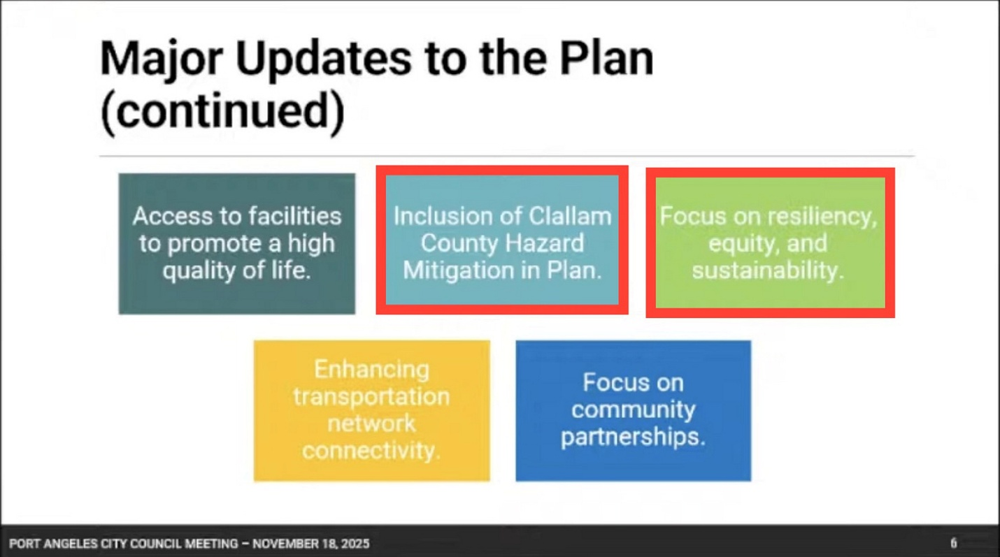 Major Updates to the Plan
(continued)
Access to facilities
to promote a high
quality of life.
Inclusion of Clallam
County Hazard
Mitigation in Plan.
Focus on resiliency,
equity, and
sustainability.
Enhancing
transportation
network
connectivity.
Focus on
community
partnerships.
PORT ANGELES CITY COUNCIL MEETING – NOVEMBER 18, 2025
6